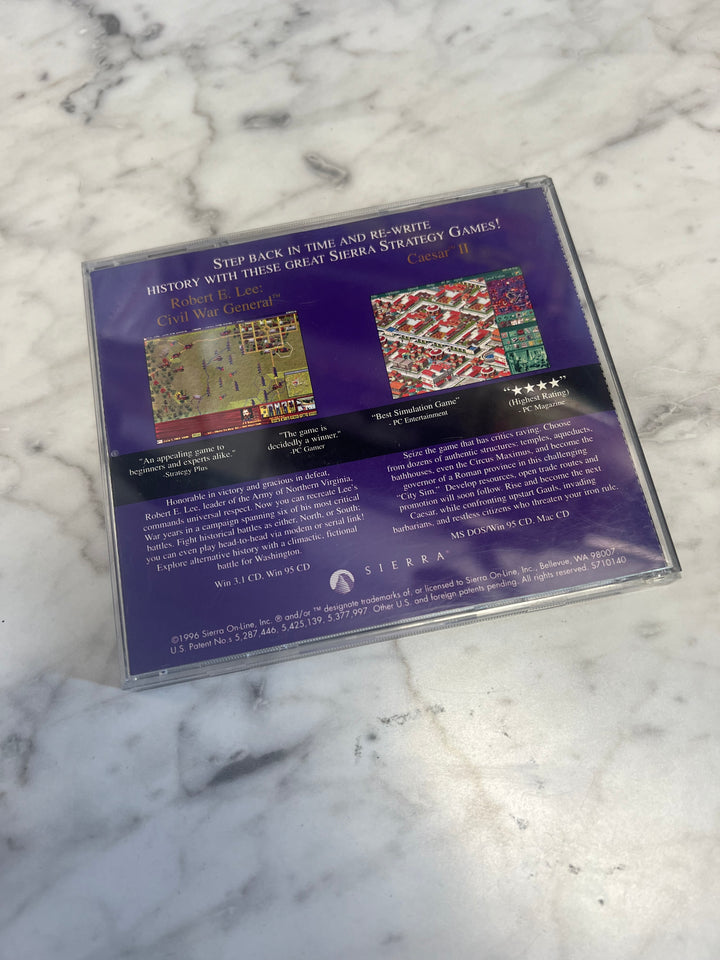 STEP BACK IN TIME AND RE-WRITE
HISTORY WITH THESE GREAT SIERRA STRATEGY GAMES!
Robert E. Lee:
Civil War General™
"An appealing game to
beginners and experts alike."
-Strategy Plus
"The game is
decidedly a winner."
-PC Gamer
Honorable in victory and gracious in defeat,
Robert E. Lee, leader of the Army of Northern Virginia,
commands universal respect. Now you can recreate Lee's
War years in a campaign spanning six of his most critical
battles. Fight historical battles as either, North, or South;
you can even play head-to-head via modem or serial link!
Explore alternative history with a climactic, fictional
battle for Washington.
Win 3.1 CD, Win 95 CD
Caesar™ II
"Best Simulation Game"
- PC Entertainment
"★★★★"
(Highest Rating)
- PC Magazine
Seize the game that has critics raving. Choose
from dozens of authentic structures: temples, aqueducts,
bathhouses, even the Circus Maximus, and become the
governor of a Roman province in this challenging
"City Sim." Develop resources, open trade routes and
promotion will soon follow. Rise and become the next
Caesar, while confronting upstart Gauls, invading
barbarians, and restless citizens who threaten your iron rule.
MS DOS/Win 95 CD, Mac CD
SIERRA®
©1996 Sierra On-Line, Inc. ® and/or ™ designate trademarks of, or licensed to Sierra On-Line, Inc., Bellevue, WA 98007
U.S. Patent No.s 5,287,446, 5,425,139, 5,377,997. Other U.S. and foreign patents pending. All rights reserved. S710140